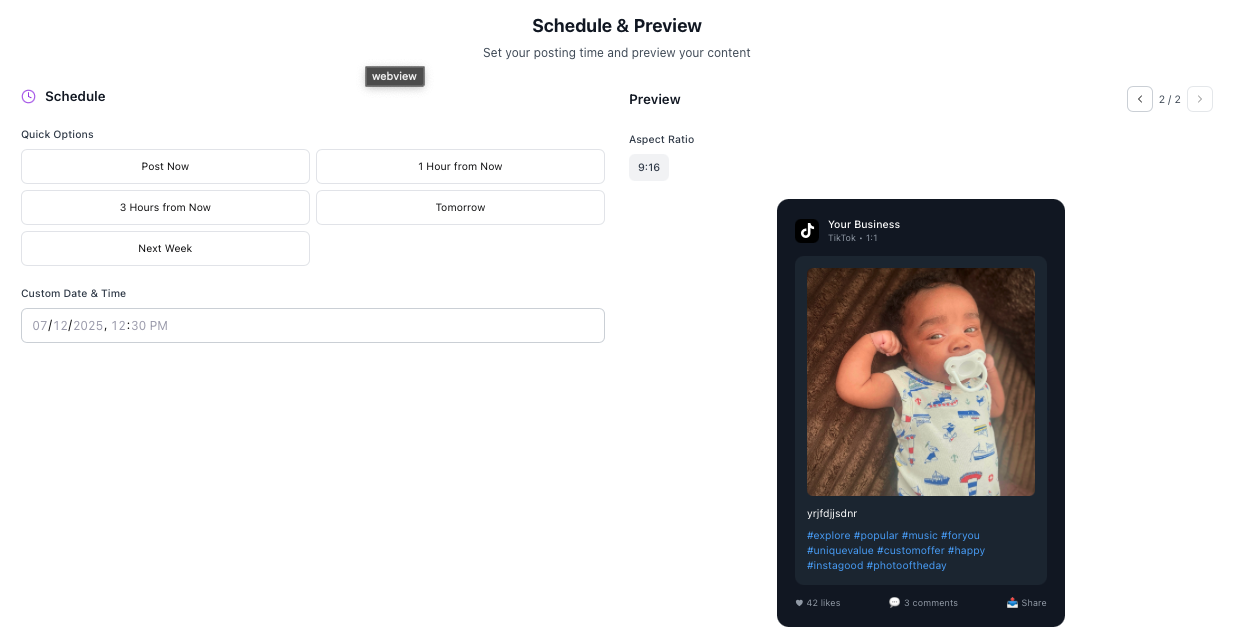 Schedule & Preview
Set your posting time and preview your content
webview
Schedule
Quick Options
Post Now
1 Hour from Now
3 Hours from Now
Tomorrow
Next Week
Custom Date & Time
07/12/2025, 12:30 PM
Preview
2 / 2
Aspect Ratio
9:16
Your Business
TikTok • 1:1
yrjfdjjsdnr
#explore #popular #music #foryou
#uniquevalue #customoffer #happy
#instagood #photooftheday
42 likes
3 comments
Share